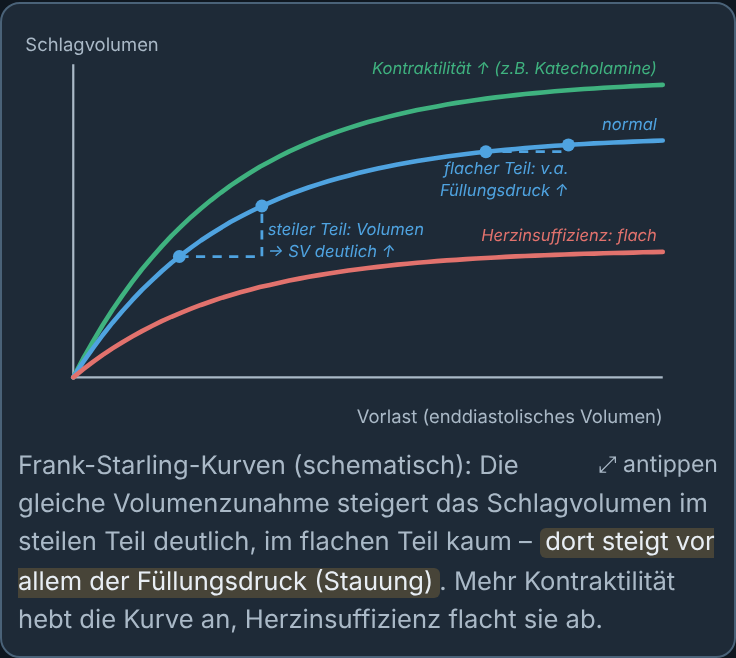 Schlagvolumen
Kontraktilität ↑ (z.B. Katecholamine)
normal
flacher Teil: v.a.
Füllungsdruck ↑
steiler Teil: Volumen
→ SV deutlich ↑
Herzinsuffizienz: flach
Vorlast (enddiastolisches Volumen)
Frank-Starling-Kurven (schematisch): Die
⤢ antippen
gleiche Volumenzunahme steigert das Schlagvolumen im
steilen Teil deutlich, im flachen Teil kaum – dort steigt vor
allem der Füllungsdruck (Stauung). Mehr Kontraktilität
hebt die Kurve an, Herzinsuffizienz flacht sie ab.